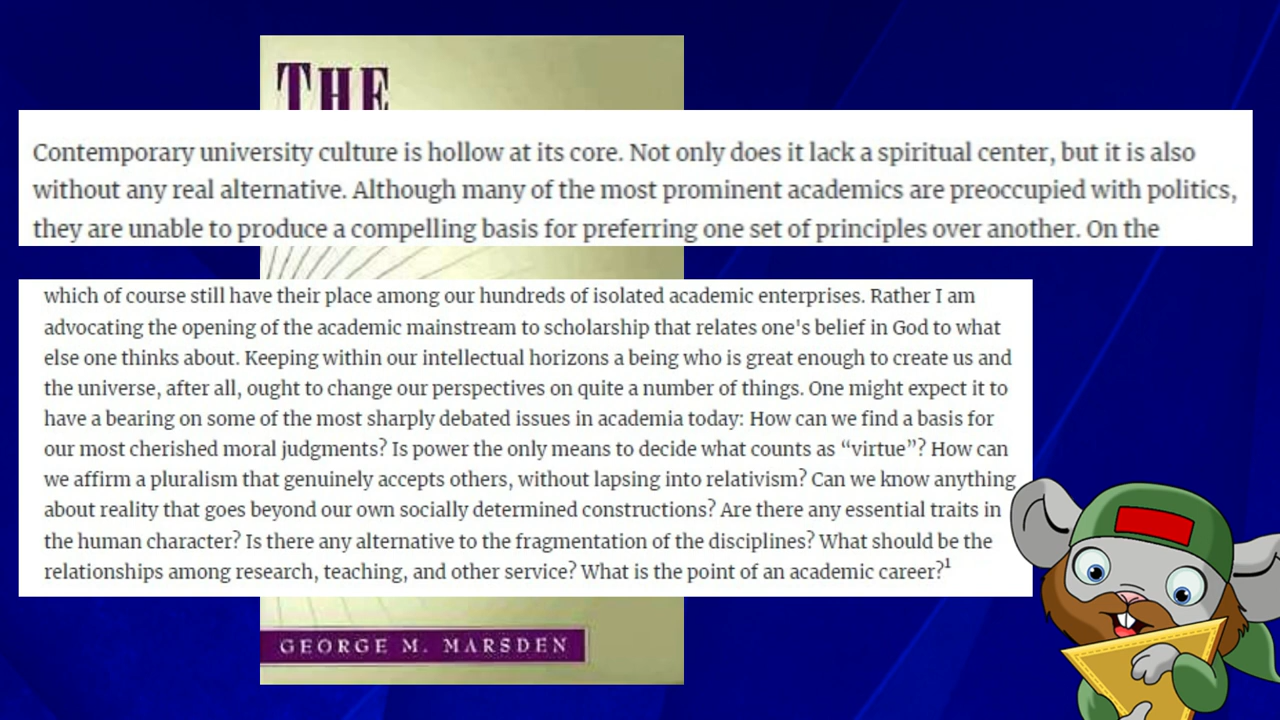 THE
Contemporary university culture is hollow at its core. Not only does it lack a spiritual center, but it is also
without any real alternative. Although many of the most prominent academics are preoccupied with politics,
they are unable to produce a compelling basis for preferring one set of principles over another. On the
which of course still have their place among our hundreds of isolated academic enterprises. Rather I am
advocating the opening of the academic mainstream to scholarship that relates one's belief in God to what
else one thinks about. Keeping within our intellectual horizons a being who is great enough to create us and
the universe, after all, ought to change our perspectives on quite a number of things. One might expect it to
have a bearing on some of the most sharply debated issues in academia today: How can we find a basis for
our most cherished moral judgments? Is power the only means to decide what counts as “virtue”? How can
we affirm a pluralism that genuinely accepts others, without lapsing into relativism? Can we know anything
about reality that goes beyond our own socially determined constructions? Are there any essential traits in
the human character? Is there any alternative to the fragmentation of the disciplines? What should be the
relationships among research, teaching, and other service? What is the point of an academic career?¹
GEORGE M. MARSDEN